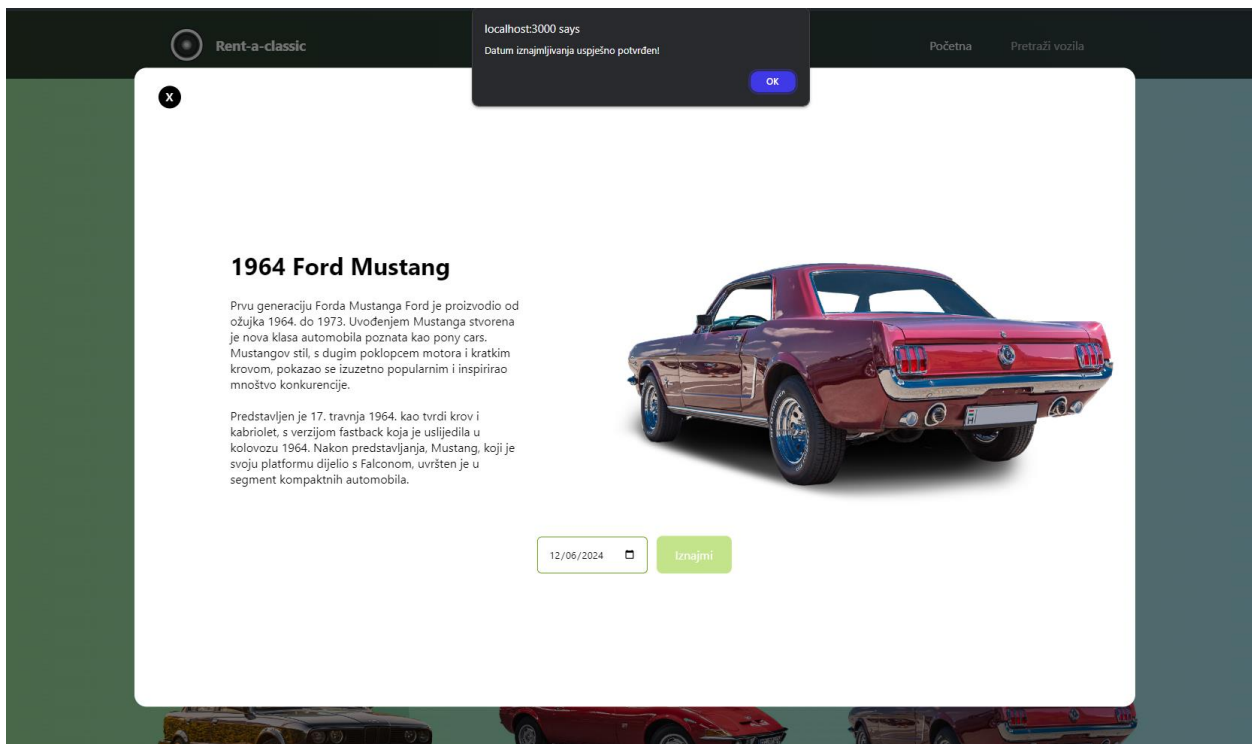 localhost:3000 says
Datum iznajmljivanja uspješno potvrđen!
OK
Rent-a-classic
Početna
Pretraži vozila
X
1964 Ford Mustang
Prvu generaciju Forda Mustanga Ford je proizvodio od
ožujka 1964. do 1973. Uvođenjem Mustanga stvorena
je nova klasa automobila poznata kao pony cars.
Mustangov stil, s dugim poklopcem motora i kratkim
krovom, pokazao se izuzetno popularnim i inspirirao
mnoštvo konkurencije.
Predstavljen je 17. travnja 1964. kao tvrdi krov i
kabriolet, s verzijom fastback koja je uslijedila u
kolovozu 1964. Nakon predstavljanja, Mustang, koji je
svoju platformu dijelio s Falconom, uvršten je u
segment kompaktnih automobila.
12/06/2024
Iznajmi